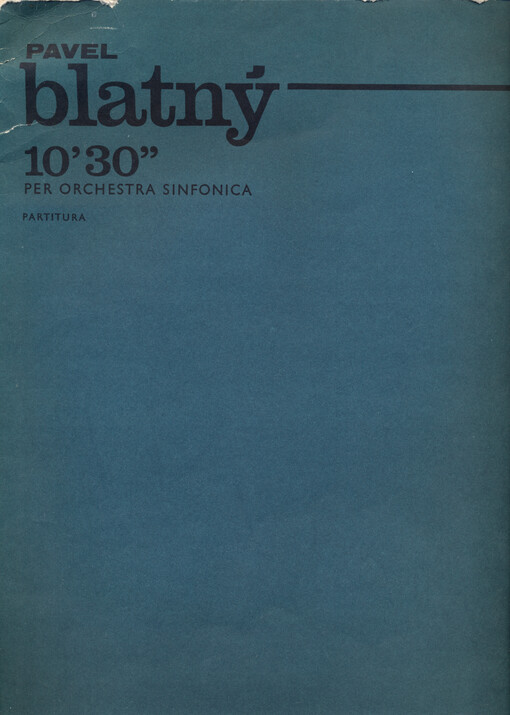 PAVEL
blatný
10’30”
PER ORCHESTRA SINFONICA
PARTITURA